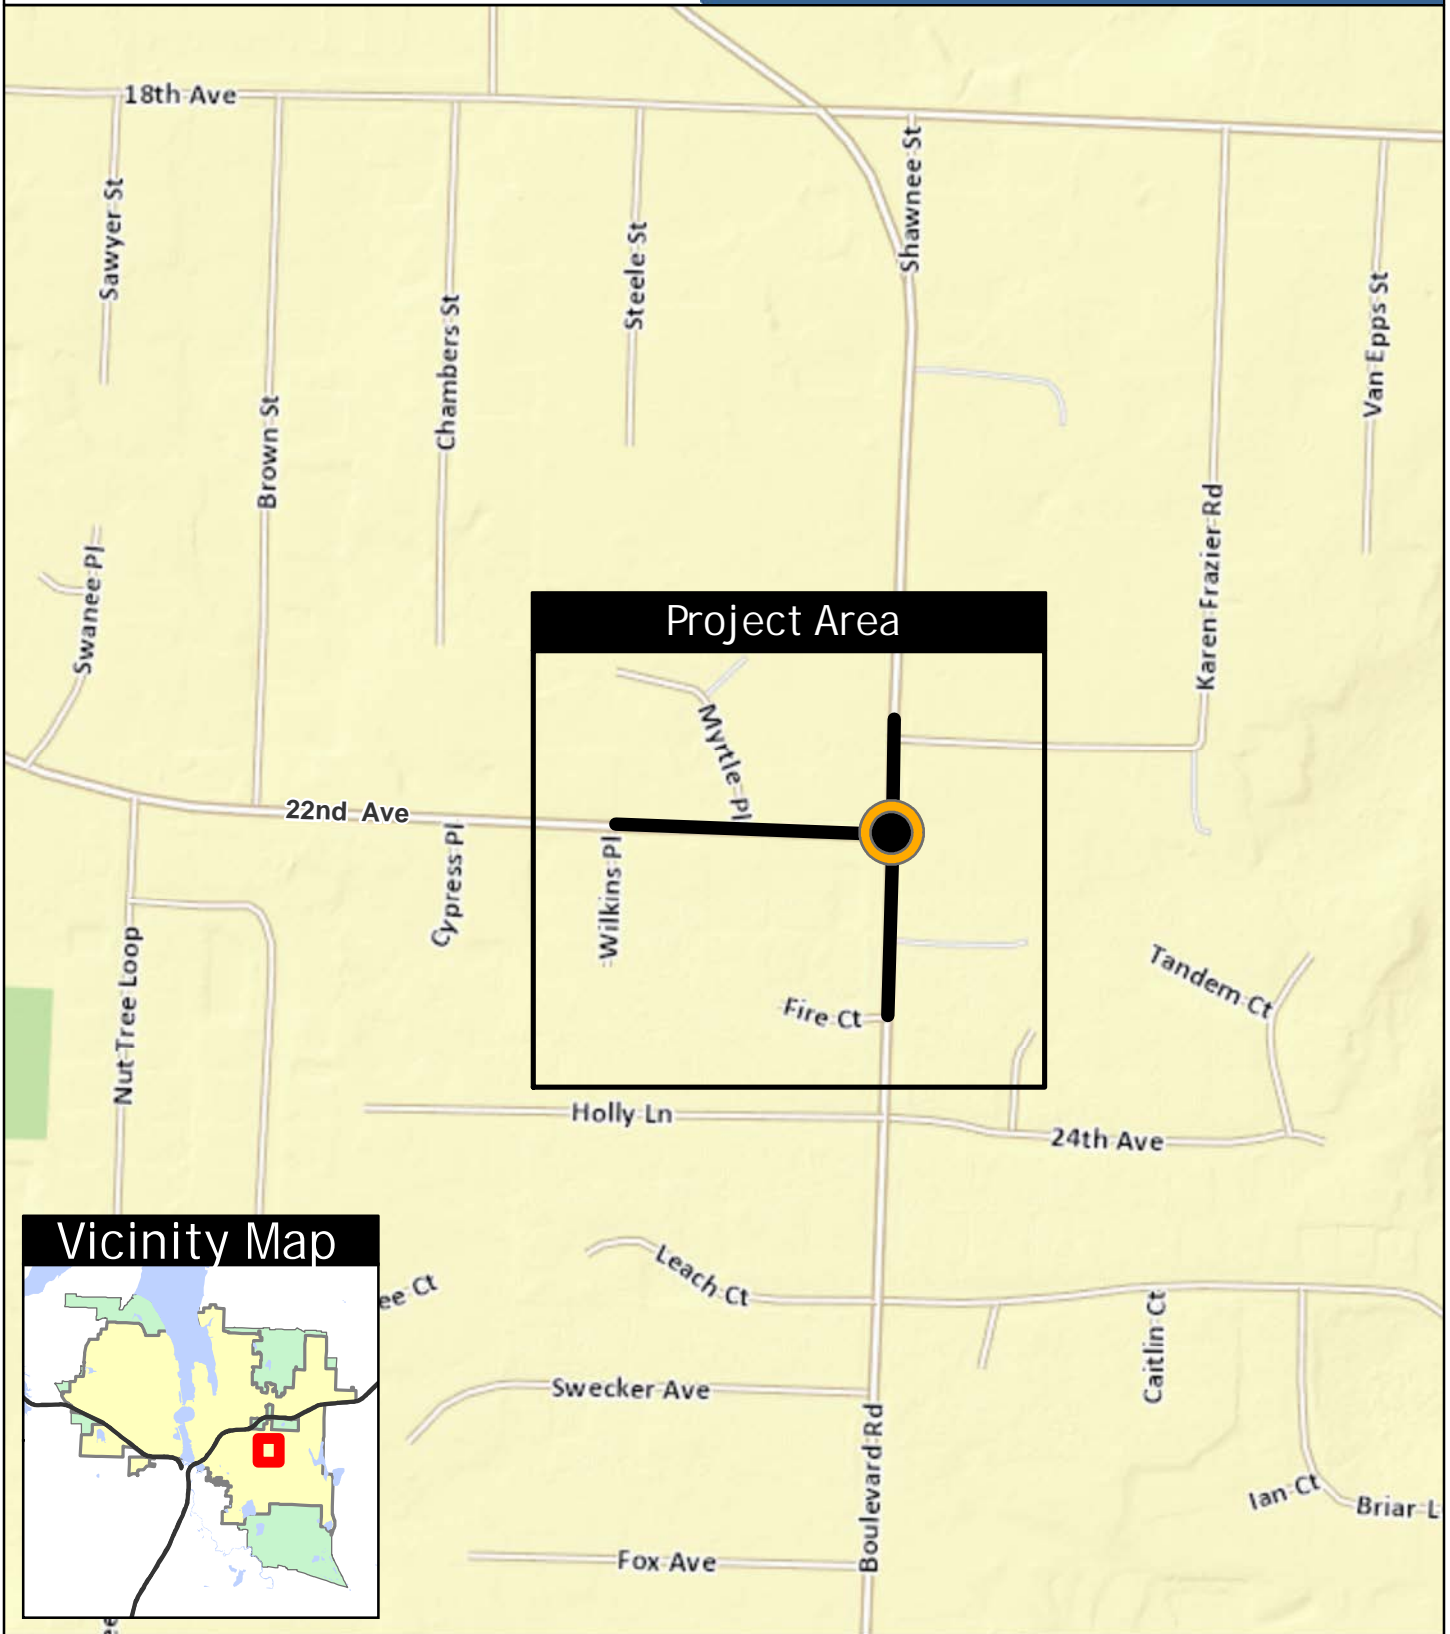 18th Ave
Sawyer St
Brown St
Chambers St
Steele St
Shawnee St
Karen Frazier Rd
Van Epps St
Swanee Pl
Project Area
Myrtle Pl
22nd Ave
Cypress Pl
Wilkins Pl
Nut Tree Loop
Fire Ct
Tandem Ct
Holly Ln
24th Ave
Vicinity Map
ee Ct
Leach Ct
Caitlin Ct
Swecker Ave
Boulevard Rd
Ian Ct
Briar L
Fox Ave